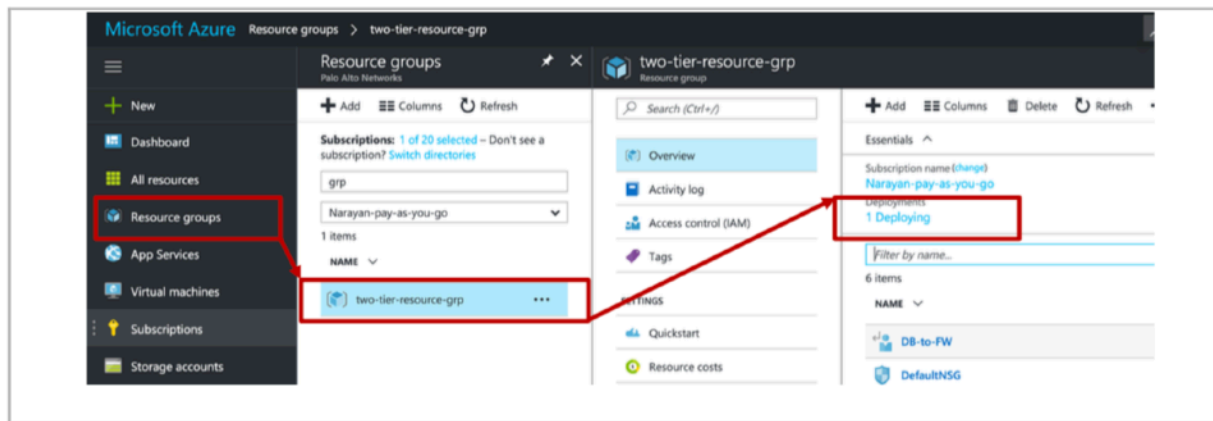 Microsoft Azure Resource groups > two-tier-resource-grp
Resource groups
Palo Alto Networks
two-tier-resource-grp
Resource group
New
Dashboard
All resources
Resource groups
App Services
Virtual machines
Subscriptions
Storage accounts
Add Columns Refresh
Subscriptions: 1 of 20 selected – Don't see a
subscription? Switch directories
grp
Narayan-pay-as-you-go
1 items
NAME
two-tier-resource-grp ...
Search (Ctrl+/)
Overview
Activity log
Access control (IAM)
Tags
SETTINGS
Quickstart
Resource costs
Add Columns Delete Refresh
Essentials
Subscription name (change)
Narayan-pay-as-you-go
Deployments
1 Deploying
Filter by name...
6 items
NAME
DB-to-FW
DefaultNSG